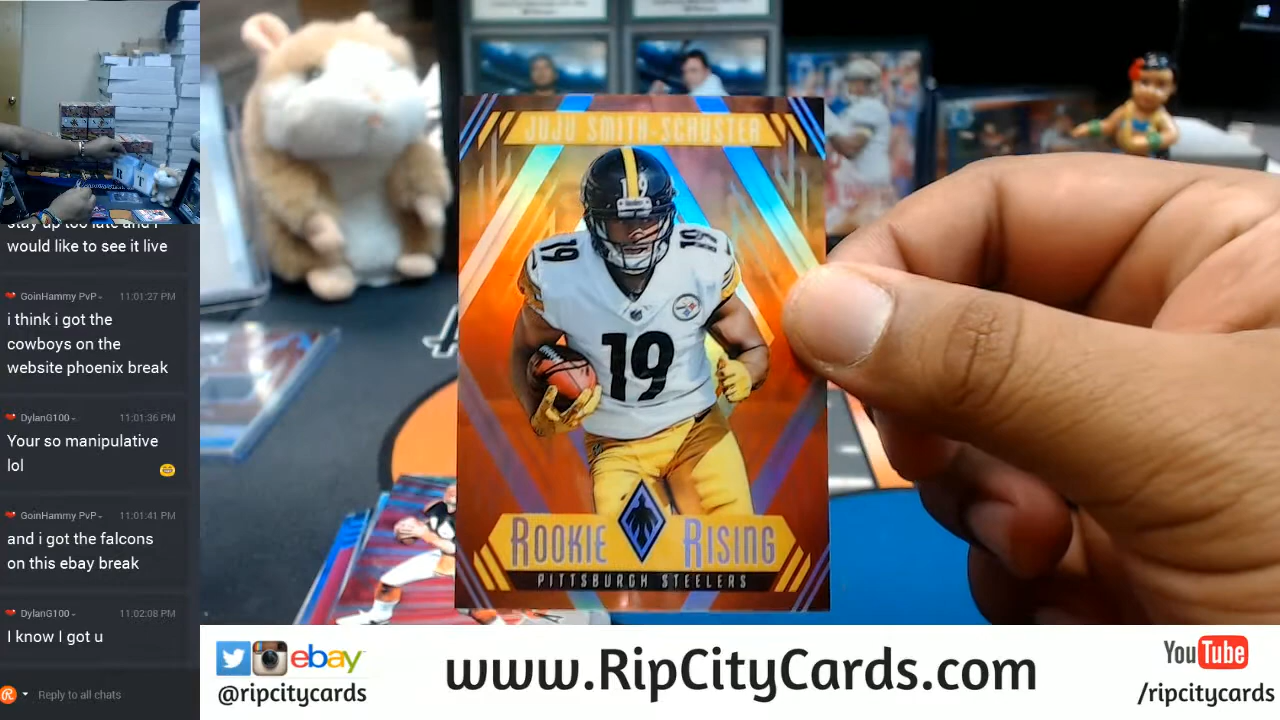 stay up too late and i
would like to see it live
GoinHammy PvP
11:01:27 PM
i think i got the
cowboys on the
website phoenix break
DylanG100
11:01:36 PM
Your so manipulative
lol
GoinHammy PvP
11:01:41 PM
and i got the falcons
on this ebay break
DylanG100
11:02:08 PM
I know I got u
Reply to all chats
JUJU SMITH-SCHUSTER
19
19
19
19
ROOKIE RISING
PITTSBURGH STEELERS
ebay
@ripcitycards
www.RipCityCards.com
YouTube
/ripcitycards